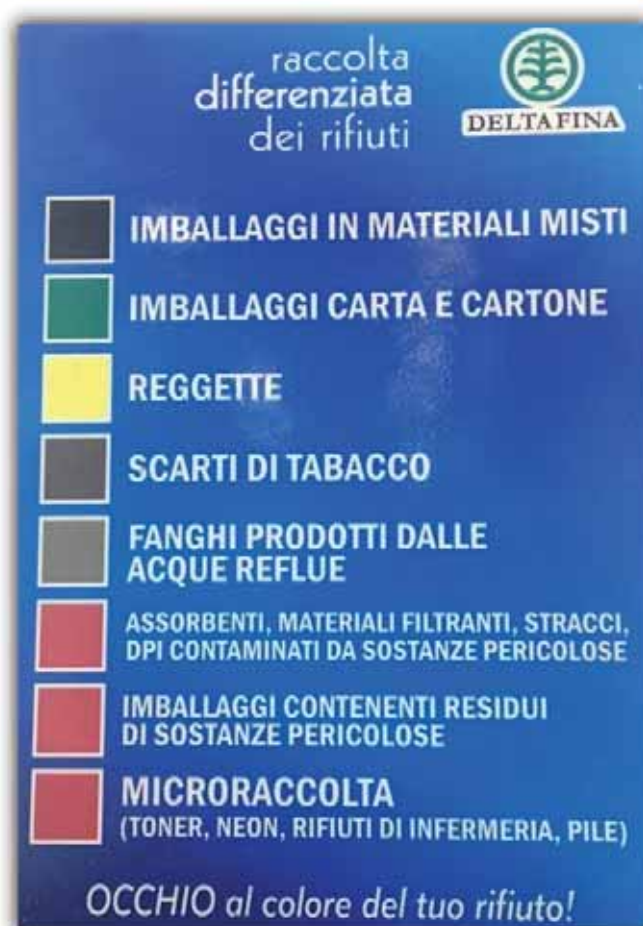 raccolta
differenziata
dei rifiuti
DELTAFINA
IMBALLAGGI IN MATERIALI MISTI
IMBALLAGGI CARTA E CARTONE
REGGETTE
SCARTI DI TABACCO
FANGHI PRODOTTI DALLE
ACQUE REFLUE
ASSORBENTI, MATERIALI FILTRANTI, STRACCI,
DPI CONTAMINATI DA SOSTANZE PERICOLOSE
IMBALLAGGI CONTENENTI RESIDUI
DI SOSTANZE PERICOLOSE
MICRORACCOLTA
(TONER, NEON, RIFIUTI DI INFERMERIA, PILE)
OCCHIO al colore del tuo rifiuto!